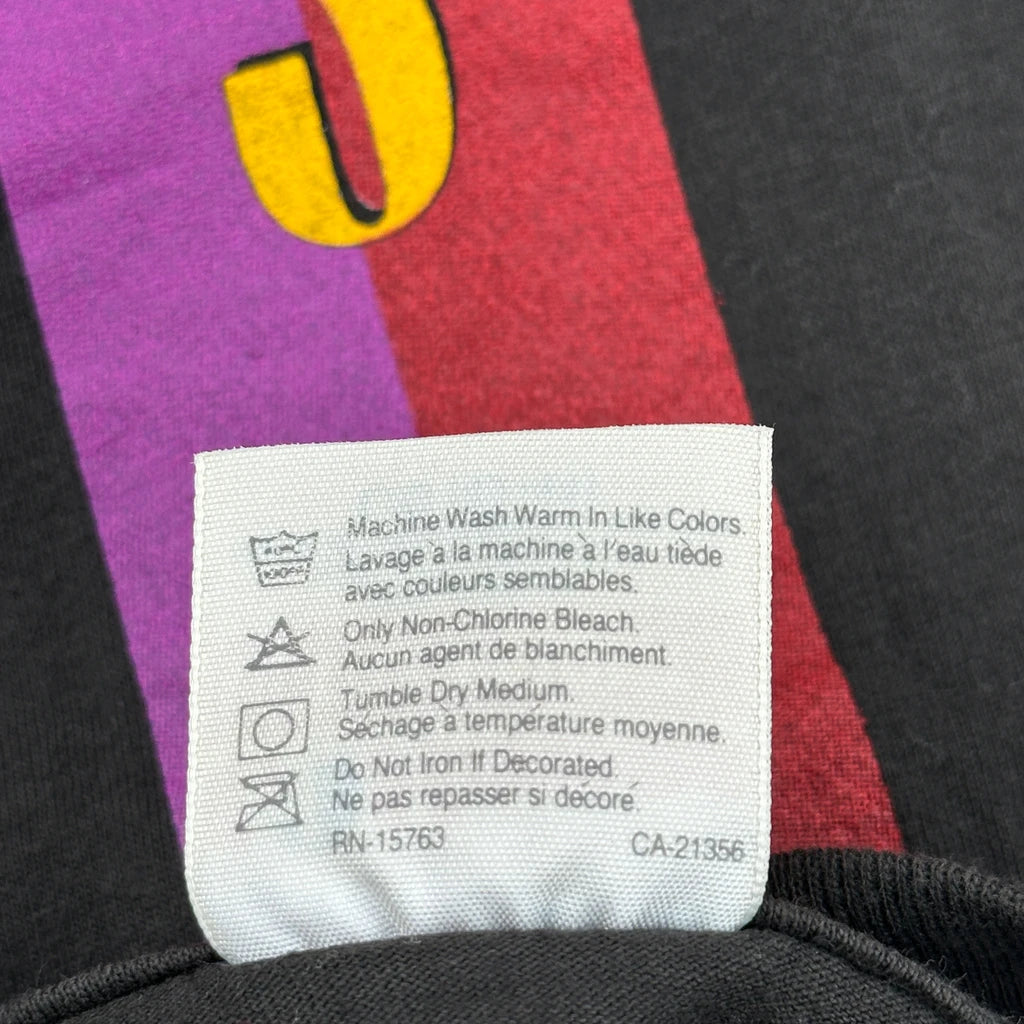 J
Machine Wash Warm In Like Colors.
Lavage à la machine à l'eau tiède
avec couleurs semblables.
Only Non-Chlorine Bleach.
Aucun agent de blanchiment.
Tumble Dry Medium.
Séchage à température moyenne.
Do Not Iron If Decorated.
Ne pas repasser si décoré.
RN-15763 CA-21356